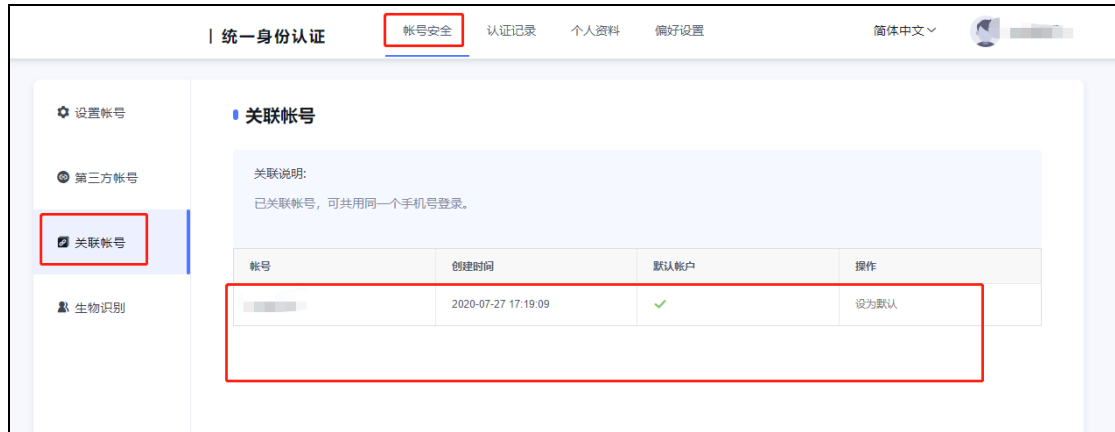 统一身份认证
帐号安全 认证记录 个人资料 偏好设置 简体中文
设置帐号
第三方帐号
关联帐号
生物识别
关联帐号
关联说明:
已关联帐号，可共用同一个手机号登录。
帐号 创建时间 默认帐户 操作
2020-07-27 17:19:09 设为默认